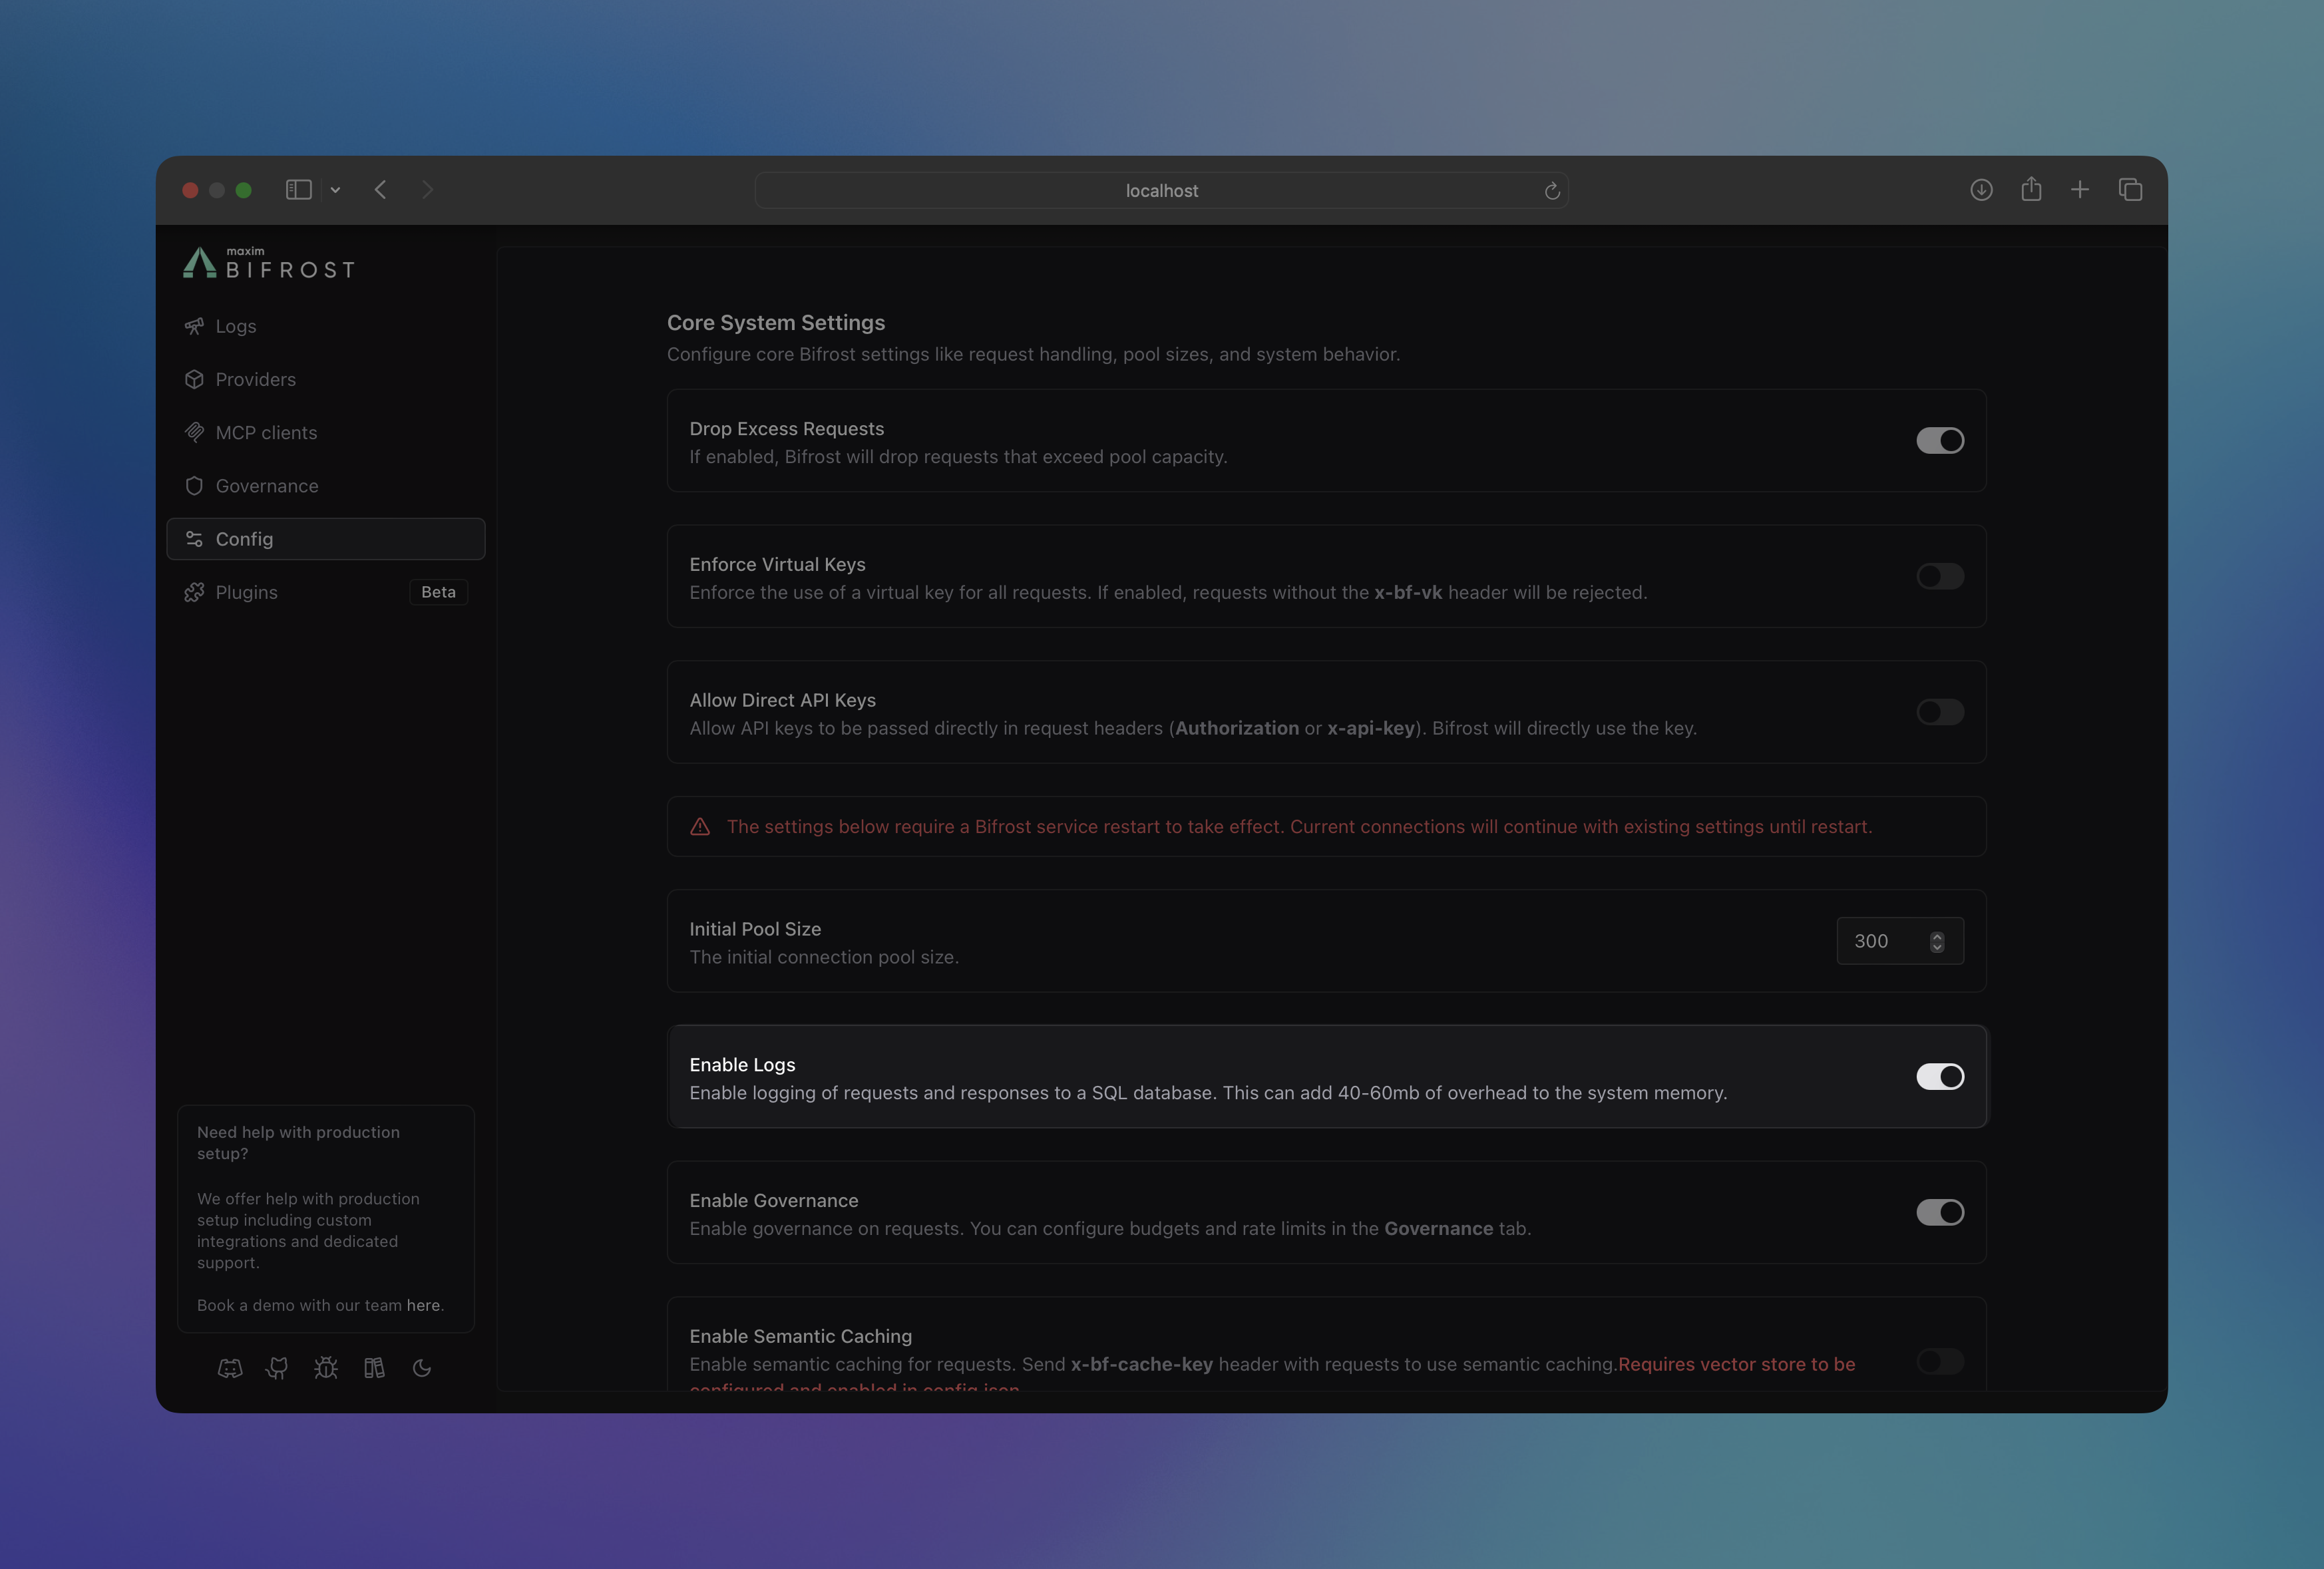 localhost
maxim
BIFROST
Logs
Providers
MCP clients
Governance
Config
Plugins
Beta
Need help with production
setup?
We offer help with production
setup including custom
integrations and dedicated
support.
Book a demo with our team here.
Core System Settings
Configure core Bifrost settings like request handling, pool sizes, and system behavior.
Drop Excess Requests
If enabled, Bifrost will drop requests that exceed pool capacity.
Enforce Virtual Keys
Enforce the use of a virtual key for all requests. If enabled, requests without the x-bf-vk header will be rejected.
Allow Direct API Keys
Allow API keys to be passed directly in request headers (Authorization or x-api-key). Bifrost will directly use the key.
The settings below require a Bifrost service restart to take effect. Current connections will continue with existing settings until restart.
Initial Pool Size
The initial connection pool size.
300
Enable Logs
Enable logging of requests and responses to a SQL database. This can add 40-60mb of overhead to the system memory.
Enable Governance
Enable governance on requests. You can configure budgets and rate limits in the Governance tab.
Enable Semantic Caching
Enable semantic caching for requests. Send x-bf-cache-key header with requests to use semantic caching.Requires vector store to be
configured and enabled in config.json.